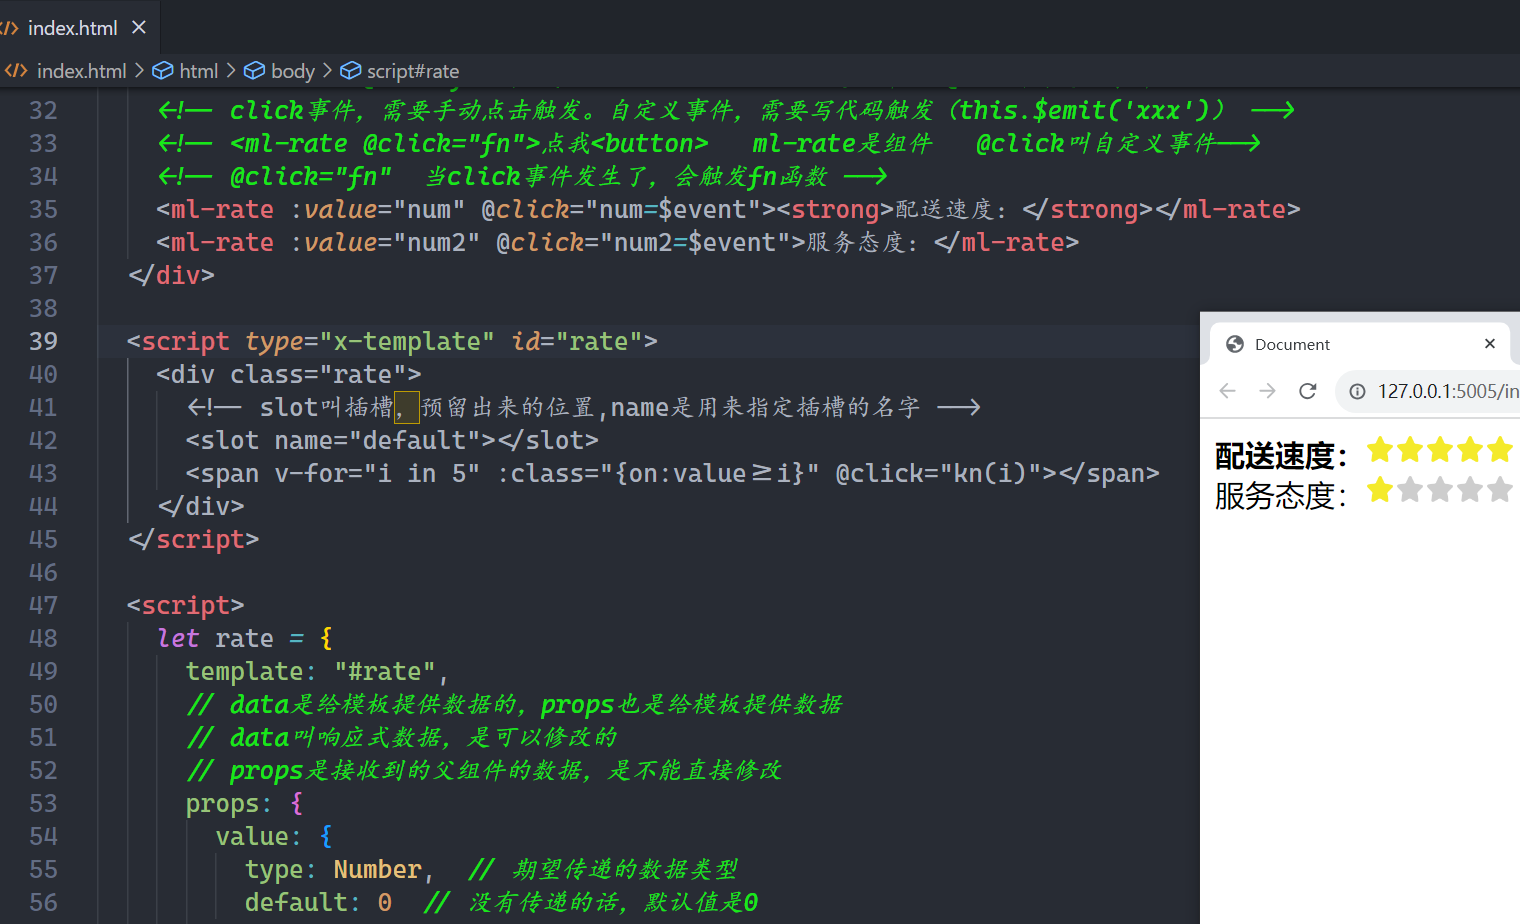 index.html
index.html > html > body > script#rate
32 <!-- click事件，需要手动点击触发。自定义事件，需要写代码触发（this.$emit('xxx')） -->
33 <!-- <ml-rate @click="fn">点我<button> ml-rate是组件 @click叫自定义事件-->
34 <!-- @click="fn" 当click事件发生了，会触发fn函数 -->
35 <ml-rate :value="num" @click="num=$event"><strong>配送速度：</strong></ml-rate>
36 <ml-rate :value="num2" @click="num2=$event">服务态度：</ml-rate>
37 </div>
38
39 <script type="x-template" id="rate">
40 <div class="rate">
41 <!-- slot叫插槽，预留出来的位置,name是用来指定插槽的名字 -->
42 <slot name="default"></slot>
43 <span v-for="i in 5" :class="{on:value>=i}" @click="kn(i)"></span>
44 </div>
45 </script>
46
47 <script>
48 let rate = {
49 template: "#rate",
50 // data是给模板提供数据的，props也是给模板提供数据
51 // data叫响应式数据，是可以修改的
52 // props是接收到的父组件的数据，是不能直接修改
53 props: {
54 value: {
55 type: Number, // 期望传递的数据类型
56 default: 0 // 没有传递的话，默认值是0
Document
127.0.0.1:5005/in
配送速度：
服务态度：